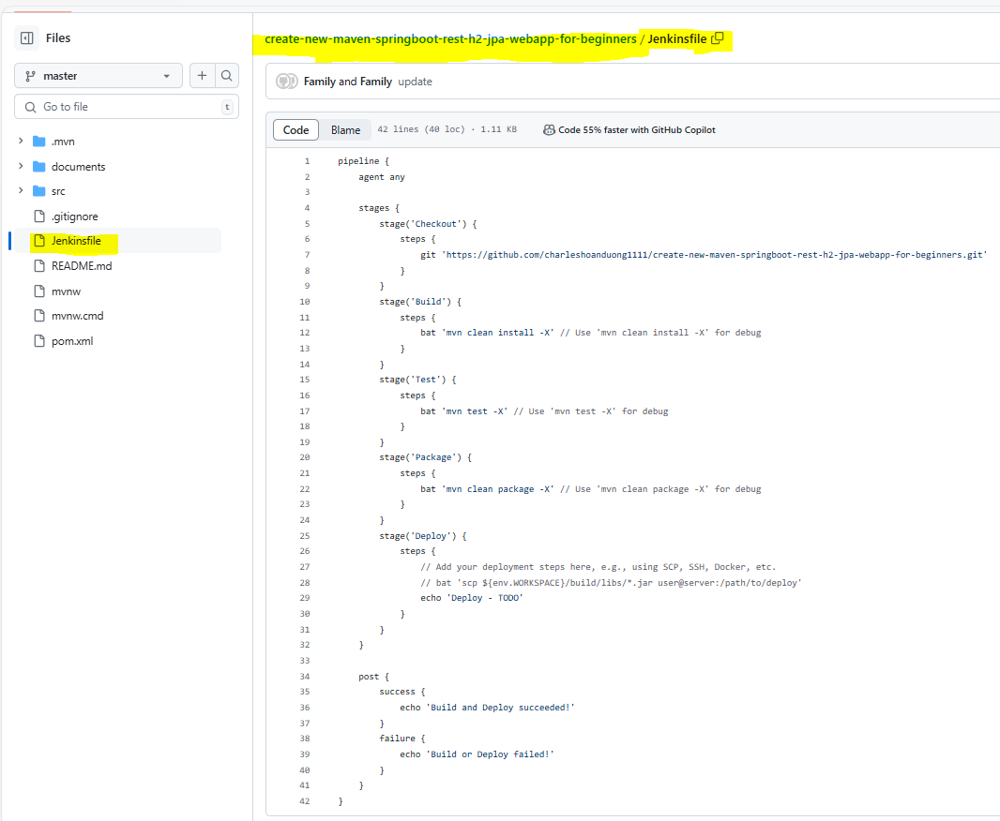 Files
master
Go to file
t
.mvn
documents
src
.gitignore
Jenkinsfile
README.md
mvnw
mvnw.cmd
pom.xml
create-new-maven-springboot-rest-h2-jpa-webapp-for-beginners / Jenkinsfile
Family and Family update
Code Blame 42 lines (40 loc) · 1.11 KB Code 55% faster with GitHub Copilot
1 pipeline {
2     agent any
3
4     stages {
5         stage('Checkout') {
6             steps {
7                 git 'https://github.com/charleshoanduong1111/create-new-maven-springboot-rest-h2-jpa-webapp-for-beginners.git'
8             }
9         }
10         stage('Build') {
11             steps {
12                 bat 'mvn clean install -X' // Use 'mvn clean install -X' for debug
13             }
14         }
15         stage('Test') {
16             steps {
17                 bat 'mvn test -X' // Use 'mvn test -X' for debug
18             }
19         }
20         stage('Package') {
21             steps {
22                 bat 'mvn clean package -X' // Use 'mvn clean package -X' for debug
23             }
24         }
25         stage('Deploy') {
26             steps {
27                 // Add your deployment steps here, e.g., using SCP, SSH, Docker, etc.
28                 // bat 'scp ${env.WORKSPACE}/build/libs/*.jar user@server:/path/to/deploy'
29                 echo 'Deploy - TODO'
30             }
31         }
32     }
33
34     post {
35         success {
36             echo 'Build and Deploy succeeded!'
37         }
38         failure {
39             echo 'Build or Deploy failed!'
40         }
41     }
42 }